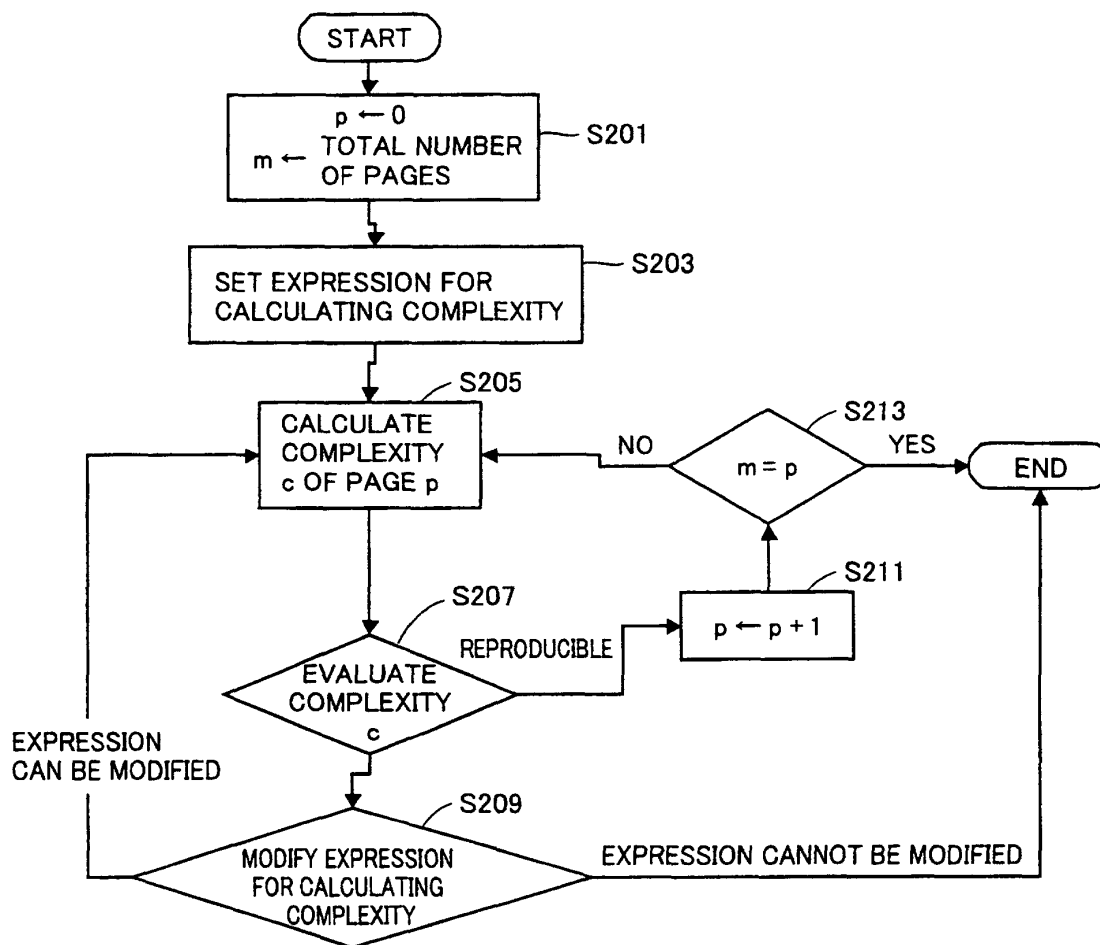 START
p ← 0
m ← TOTAL NUMBER
OF PAGES
S201
SET EXPRESSION FOR
CALCULATING COMPLEXITY
S203
S205
CALCULATE
COMPLEXITY
c OF PAGE p
NO
m = p
S213
YES
END
S211
p ← p + 1
S207
REPRODUCIBLE
EVALUATE
COMPLEXITY
c
EXPRESSION
CAN BE MODIFIED
S209
MODIFY EXPRESSION
FOR CALCULATING
COMPLEXITY
EXPRESSION CANNOT BE MODIFIED